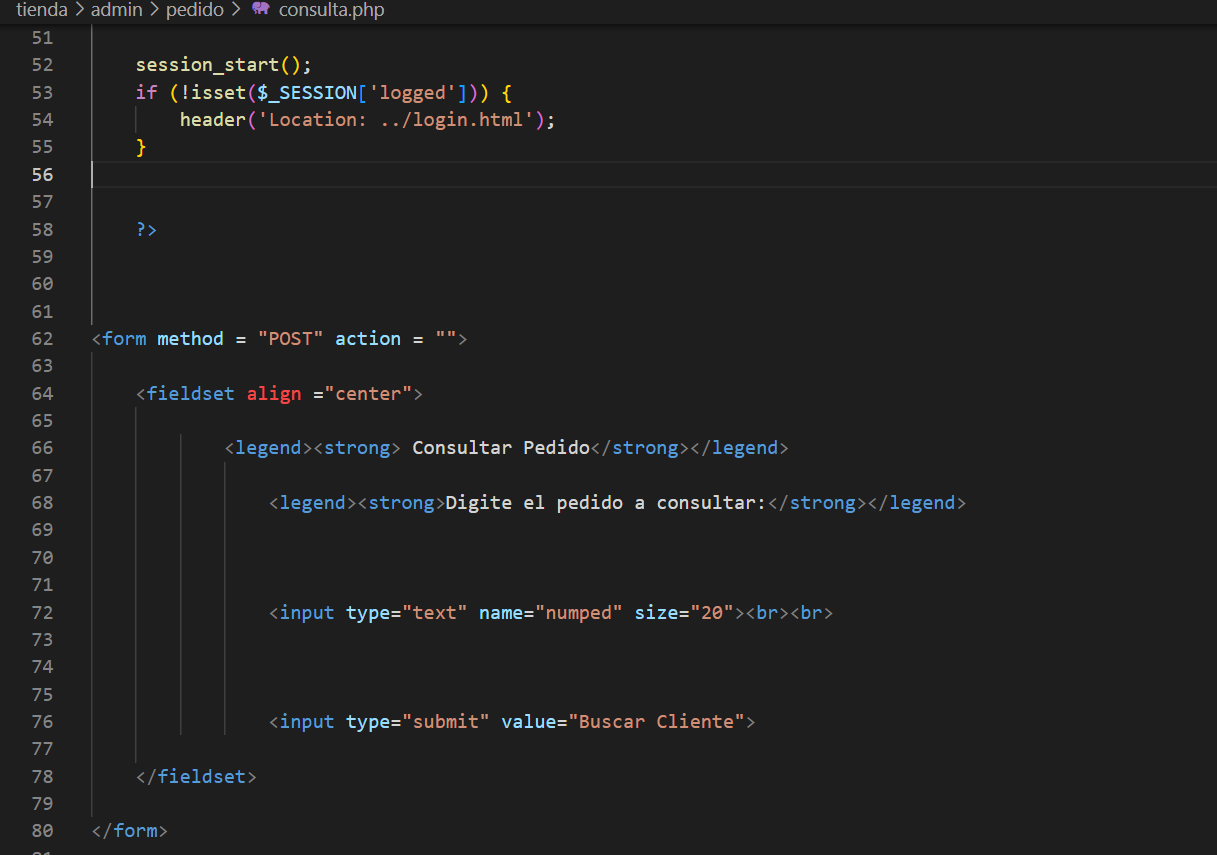 tienda > admin > pedido > consulta.php
51
52 session_start();
53 if (!isset($_SESSION['logged'])) {
54 header('Location: ../login.html');
55 }
56
57
58 ?>
59
60
61
62 <form method = "POST" action = "">
63
64 <fieldset align ="center">
65
66 <legend><strong> Consultar Pedido</strong></legend>
67
68 <legend><strong>Digite el pedido a consultar:</strong></legend>
69
70
71
72 <input type="text" name="numped" size="20"><br><br>
73
74
75
76 <input type="submit" value="Buscar Cliente">
77
78 </fieldset>
79
80 </form>
81